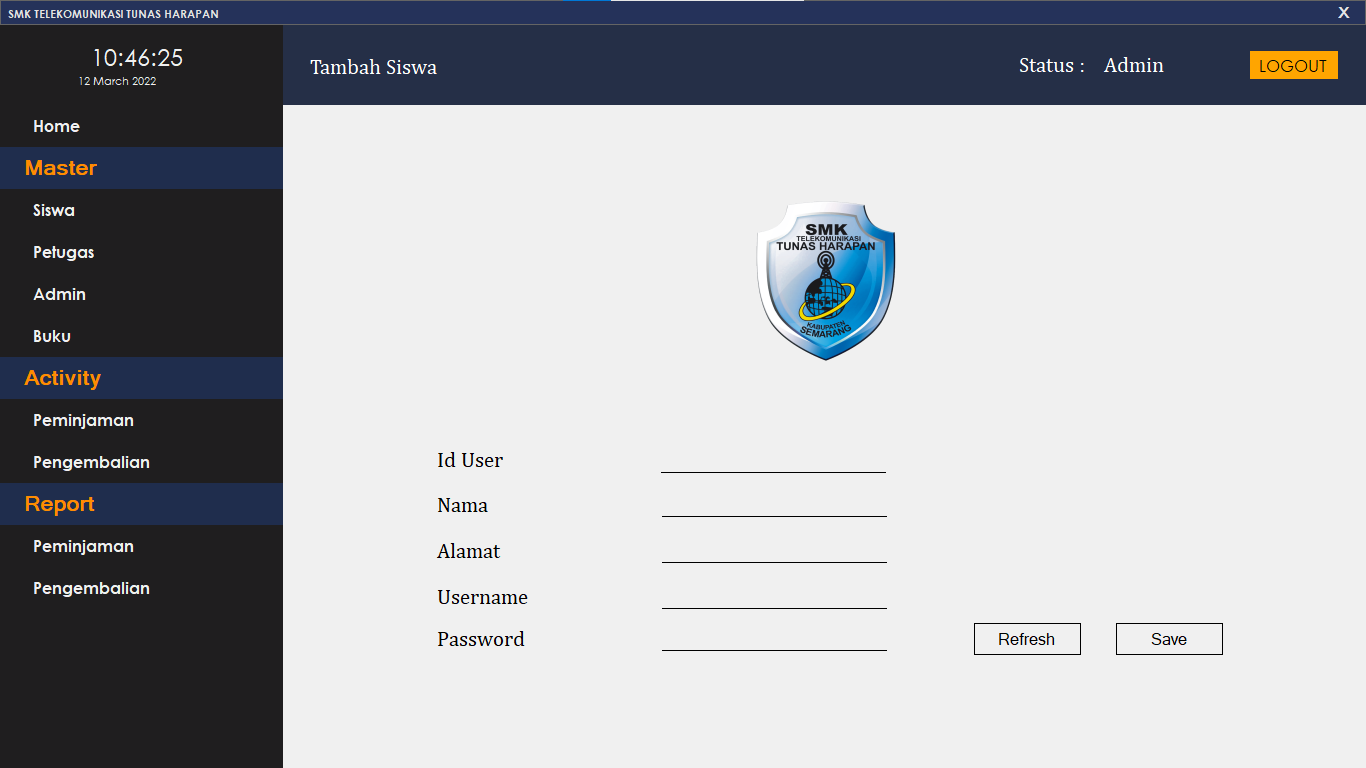 SMK TELEKOMUNIKASI TUNAS HARAPAN
X
10:46:25
12 March 2022
Home
Master
Siswa
Petugas
Admin
Buku
Activity
Peminjaman
Pengembalian
Report
Peminjaman
Pengembalian
Tambah Siswa
Status : Admin
LOGOUT
SMK
TELEKOMUNIKASI
TUNAS HARAPAN
KABUPATEN
SEMARANG
Id User
Nama
Alamat
Username
Password
Refresh Save